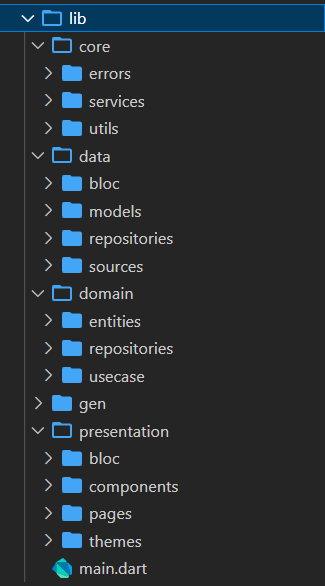 lib
core
errors
services
utils
data
bloc
models
repositories
sources
domain
entities
repositories
usecase
gen
presentation
bloc
components
pages
themes
main.dart